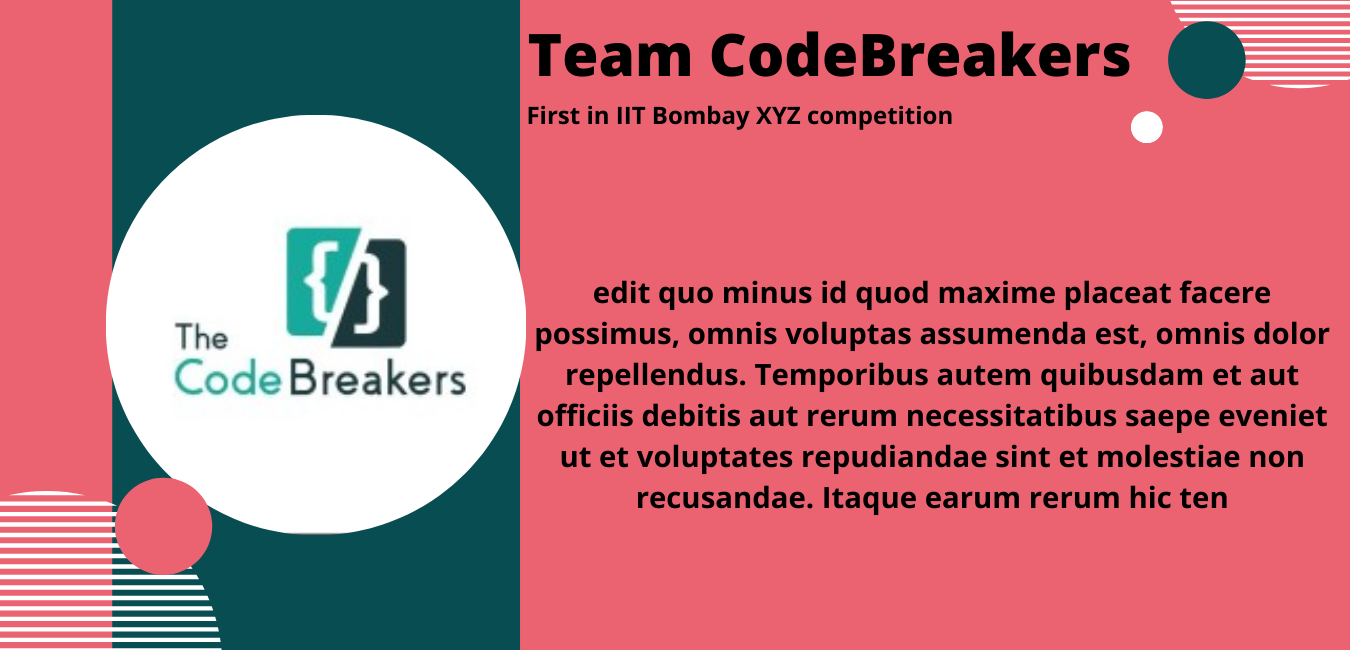 Team CodeBreakers
First in IIT Bombay XYZ competition
{/}
The
CodeBreakers
edit quo minus id quod maxime placeat facere
possimus, omnis voluptas assumenda est, omnis dolor
repellendus. Temporibus autem quibusdam et aut
officiis debitis aut rerum necessitatibus saepe eveniet
ut et voluptates repudiandae sint et molestiae non
recusandae. Itaque earum rerum hic ten